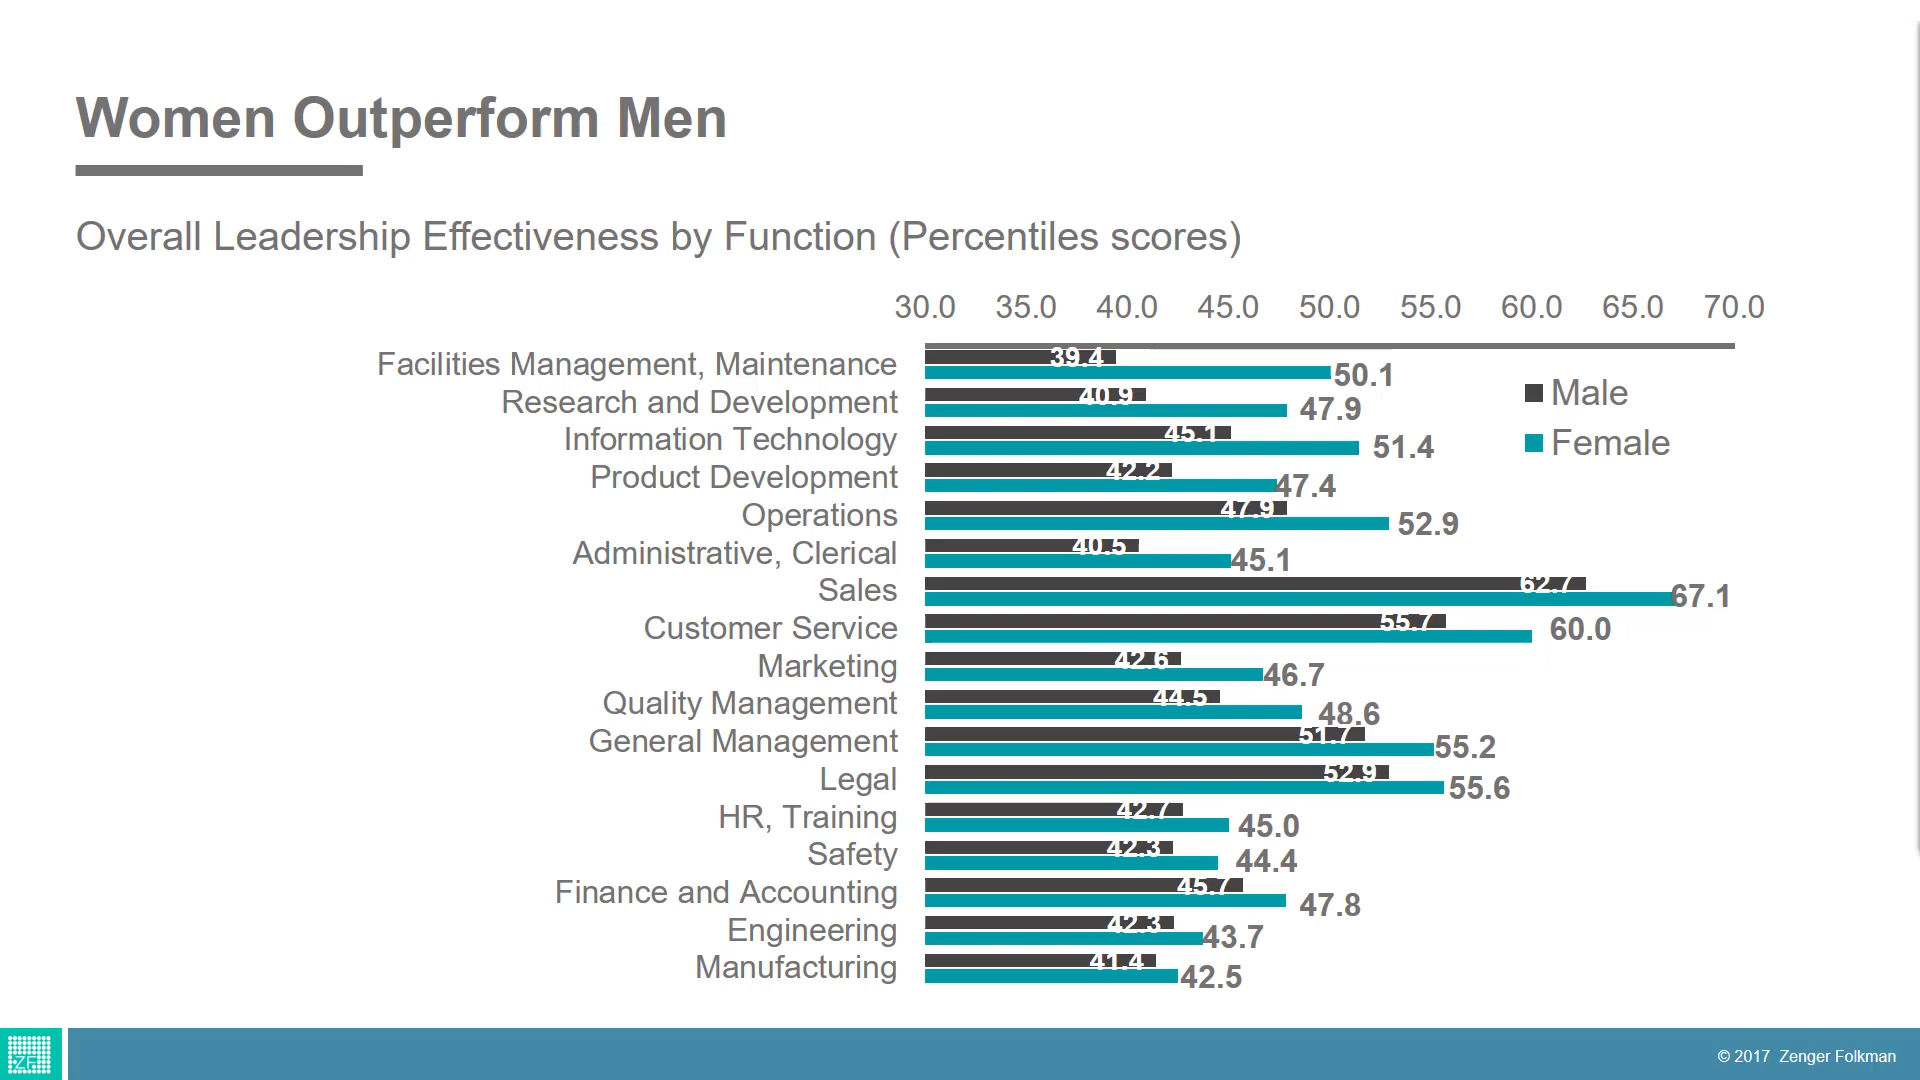 Women Outperform Men
Overall Leadership Effectiveness by Function (Percentiles scores)
30.0 35.0 40.0 45.0 50.0 55.0 60.0 65.0 70.0
Facilities Management, Maintenance 39.4 50.1
Research and Development 40.9 47.9
Information Technology 45.1 51.4
Product Development 42.2 47.4
Operations 47.9 52.9
Administrative, Clerical 40.5 45.1
Sales 62.7 67.1
Customer Service 55.7 60.0
Marketing 42.6 46.7
Quality Management 44.5 48.6
General Management 51.7 55.2
Legal 52.9 55.6
HR, Training 42.7 45.0
Safety 42.3 44.4
Finance and Accounting 45.7 47.8
Engineering 42.3 43.7
Manufacturing 41.4 42.5
Male
Female
ZF
© 2017 Zenger Folkman